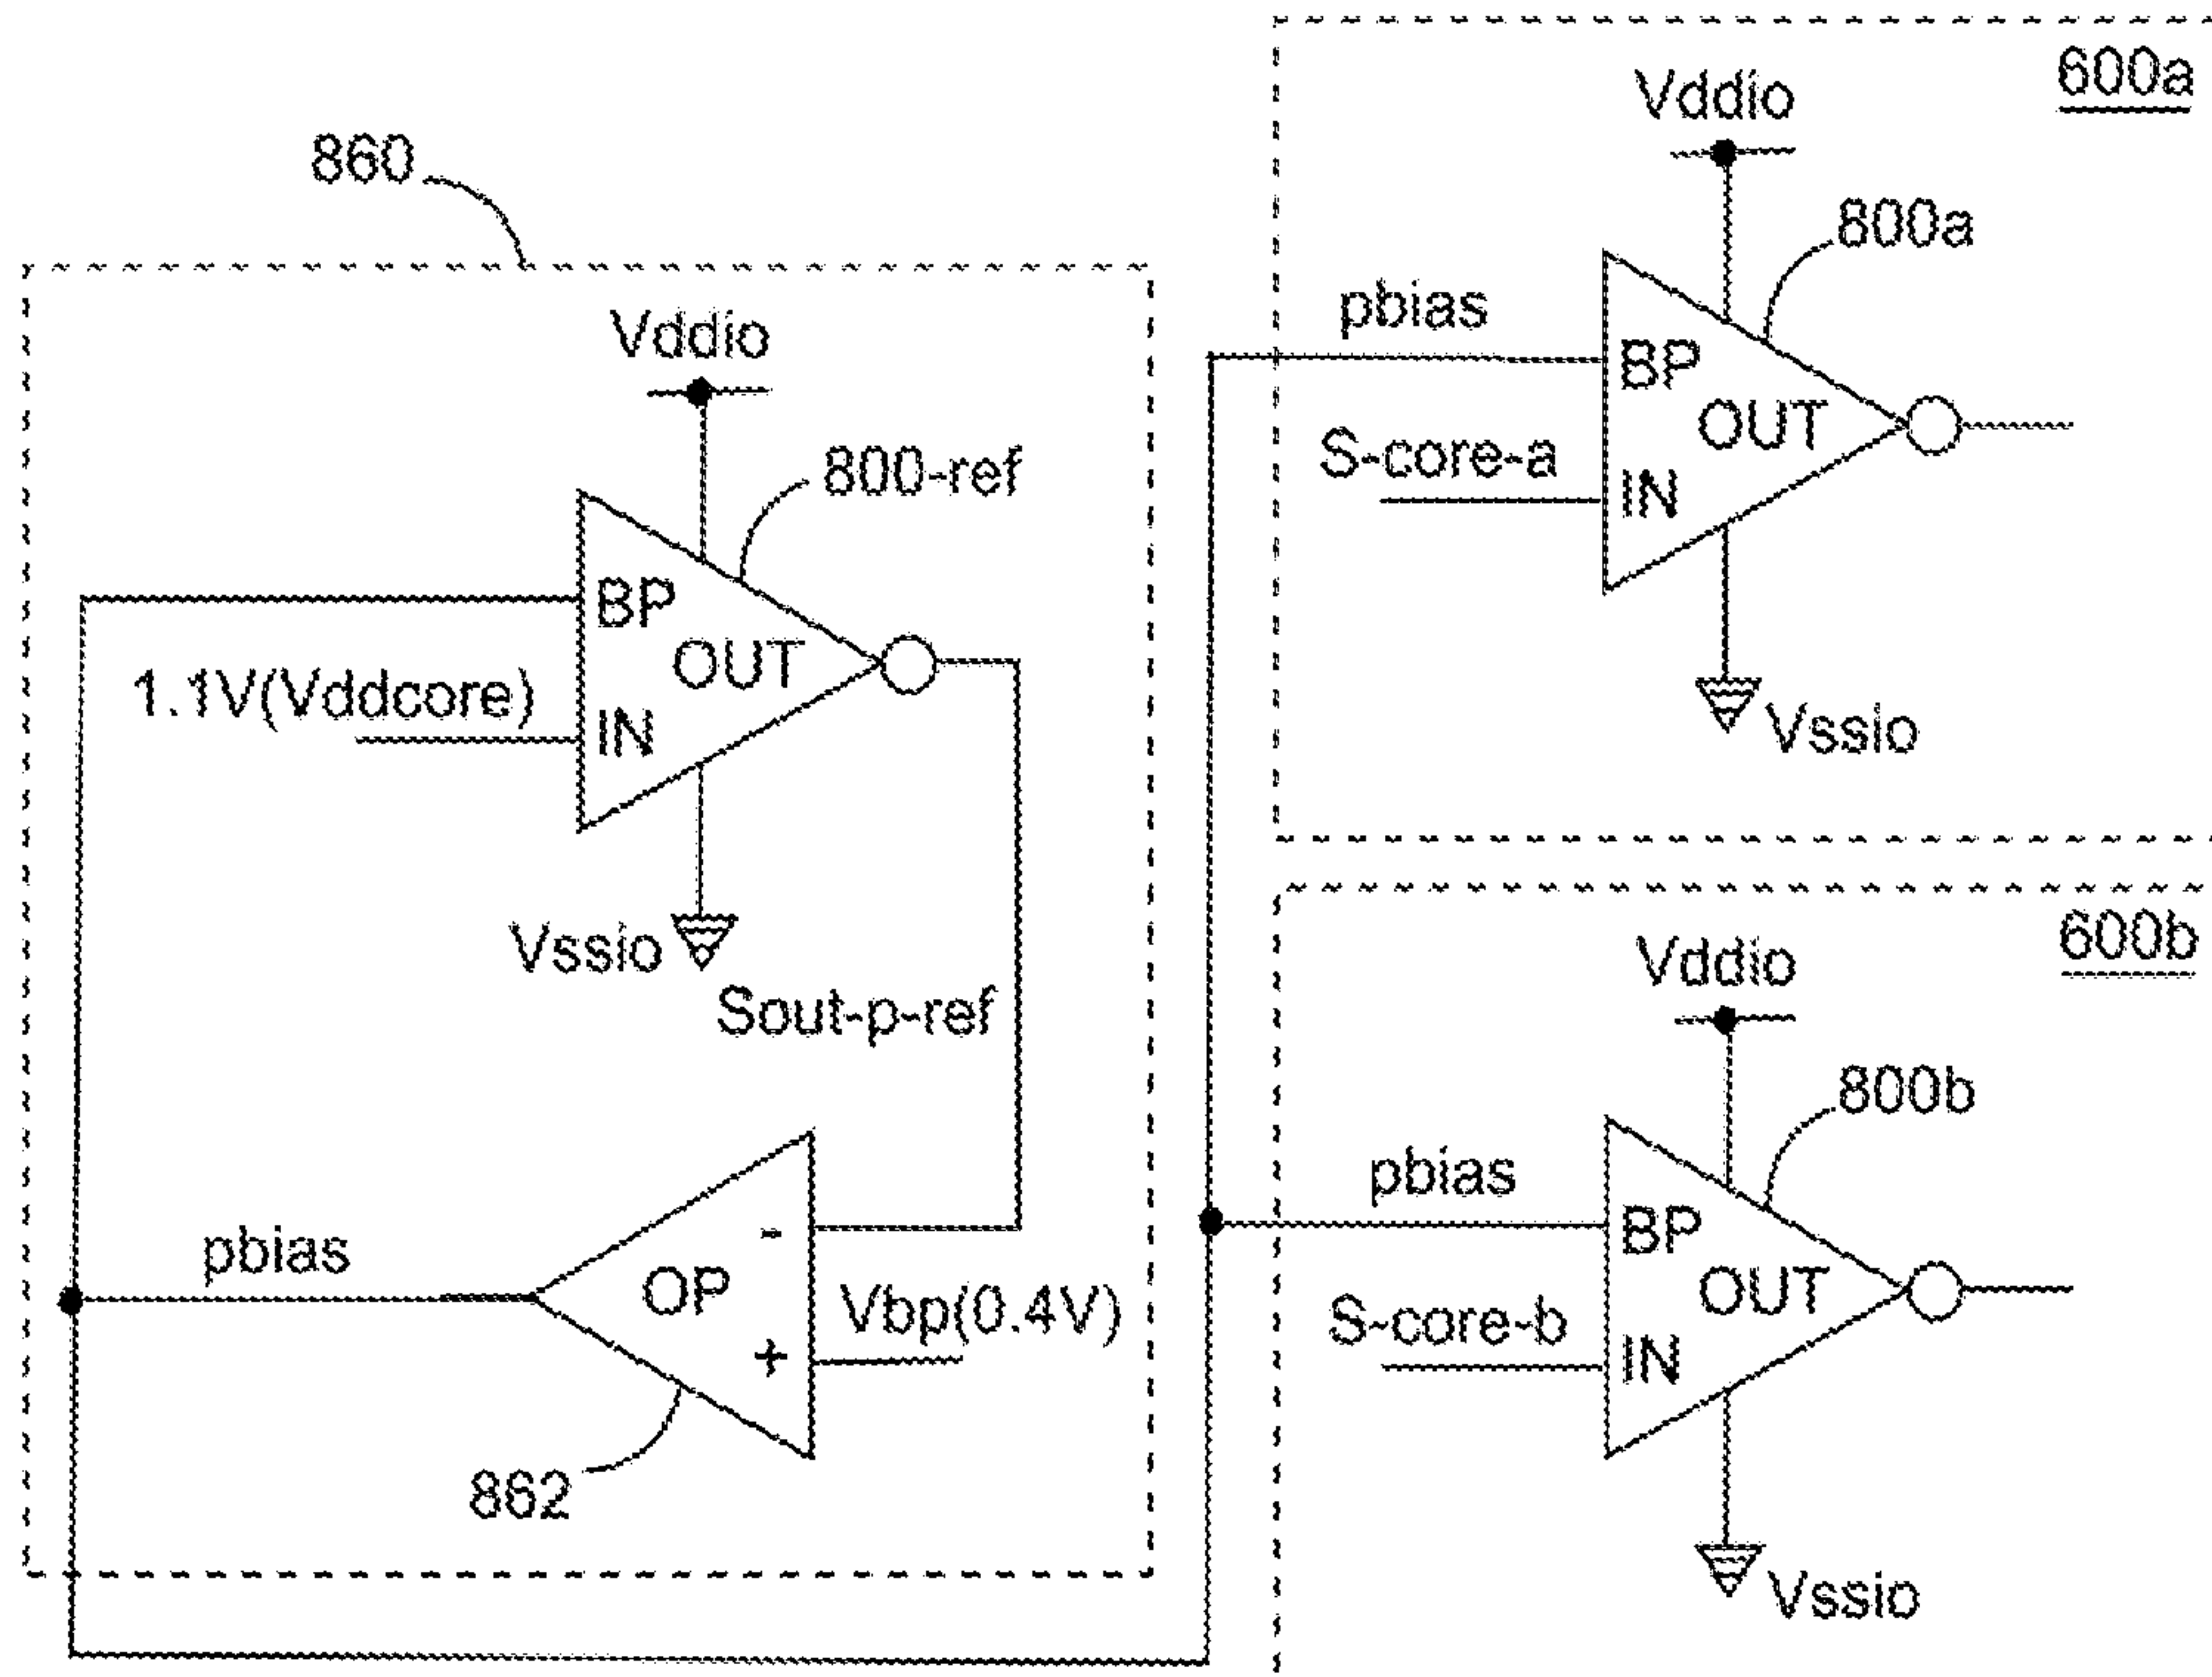 860
Vddio
800-ref
BP
OUT
1.1V(Vddcore)
IN
Vssio
Sout-p-ref
pbias
OP
-
+
Vbp(0.4V)
862
600a
Vddio
800a
pbias
BP
OUT
S-core-a
IN
Vssio
600b
Vddio
800b
pbias
BP
OUT
S-core-b
IN
Vssio